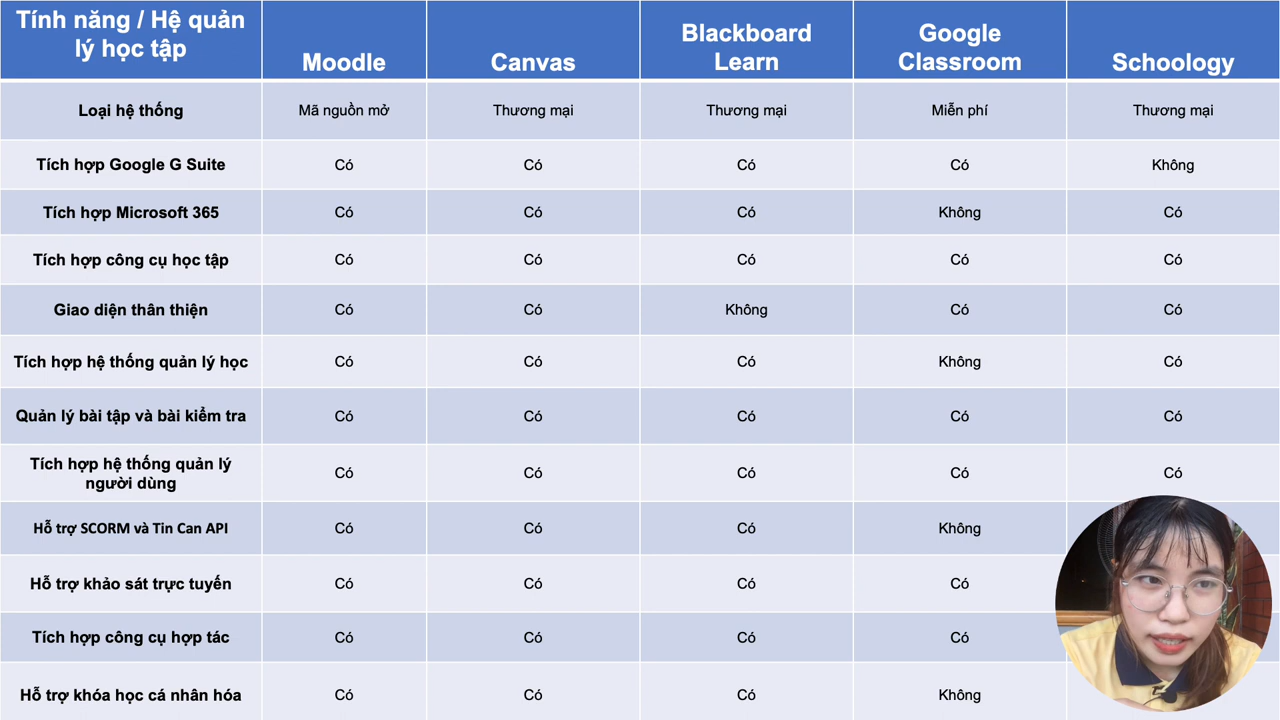 Tính năng / Hệ quản
lý học tập
Moodle
Canvas
Blackboard
Learn
Google
Classroom
Schoology
Loại hệ thống
Mã nguồn mở
Thương mại
Thương mại
Miễn phí
Thương mại
Tích hợp Google G Suite
Có
Có
Có
Có
Không
Tích hợp Microsoft 365
Có
Có
Có
Không
Có
Tích hợp công cụ học tập
Có
Có
Có
Có
Có
Giao diện thân thiện
Có
Có
Không
Có
Có
Tích hợp hệ thống quản lý học
Có
Có
Có
Không
Có
Quản lý bài tập và bài kiểm tra
Có
Có
Có
Có
Có
Tích hợp hệ thống quản lý
người dùng
Có
Có
Có
Có
Có
Hỗ trợ SCORM và Tin Can API
Có
Có
Có
Không
Hỗ trợ khảo sát trực tuyến
Có
Có
Có
Có
Tích hợp công cụ hợp tác
Có
Có
Có
Có
Hỗ trợ khóa học cá nhân hóa
Có
Có
Có
Không